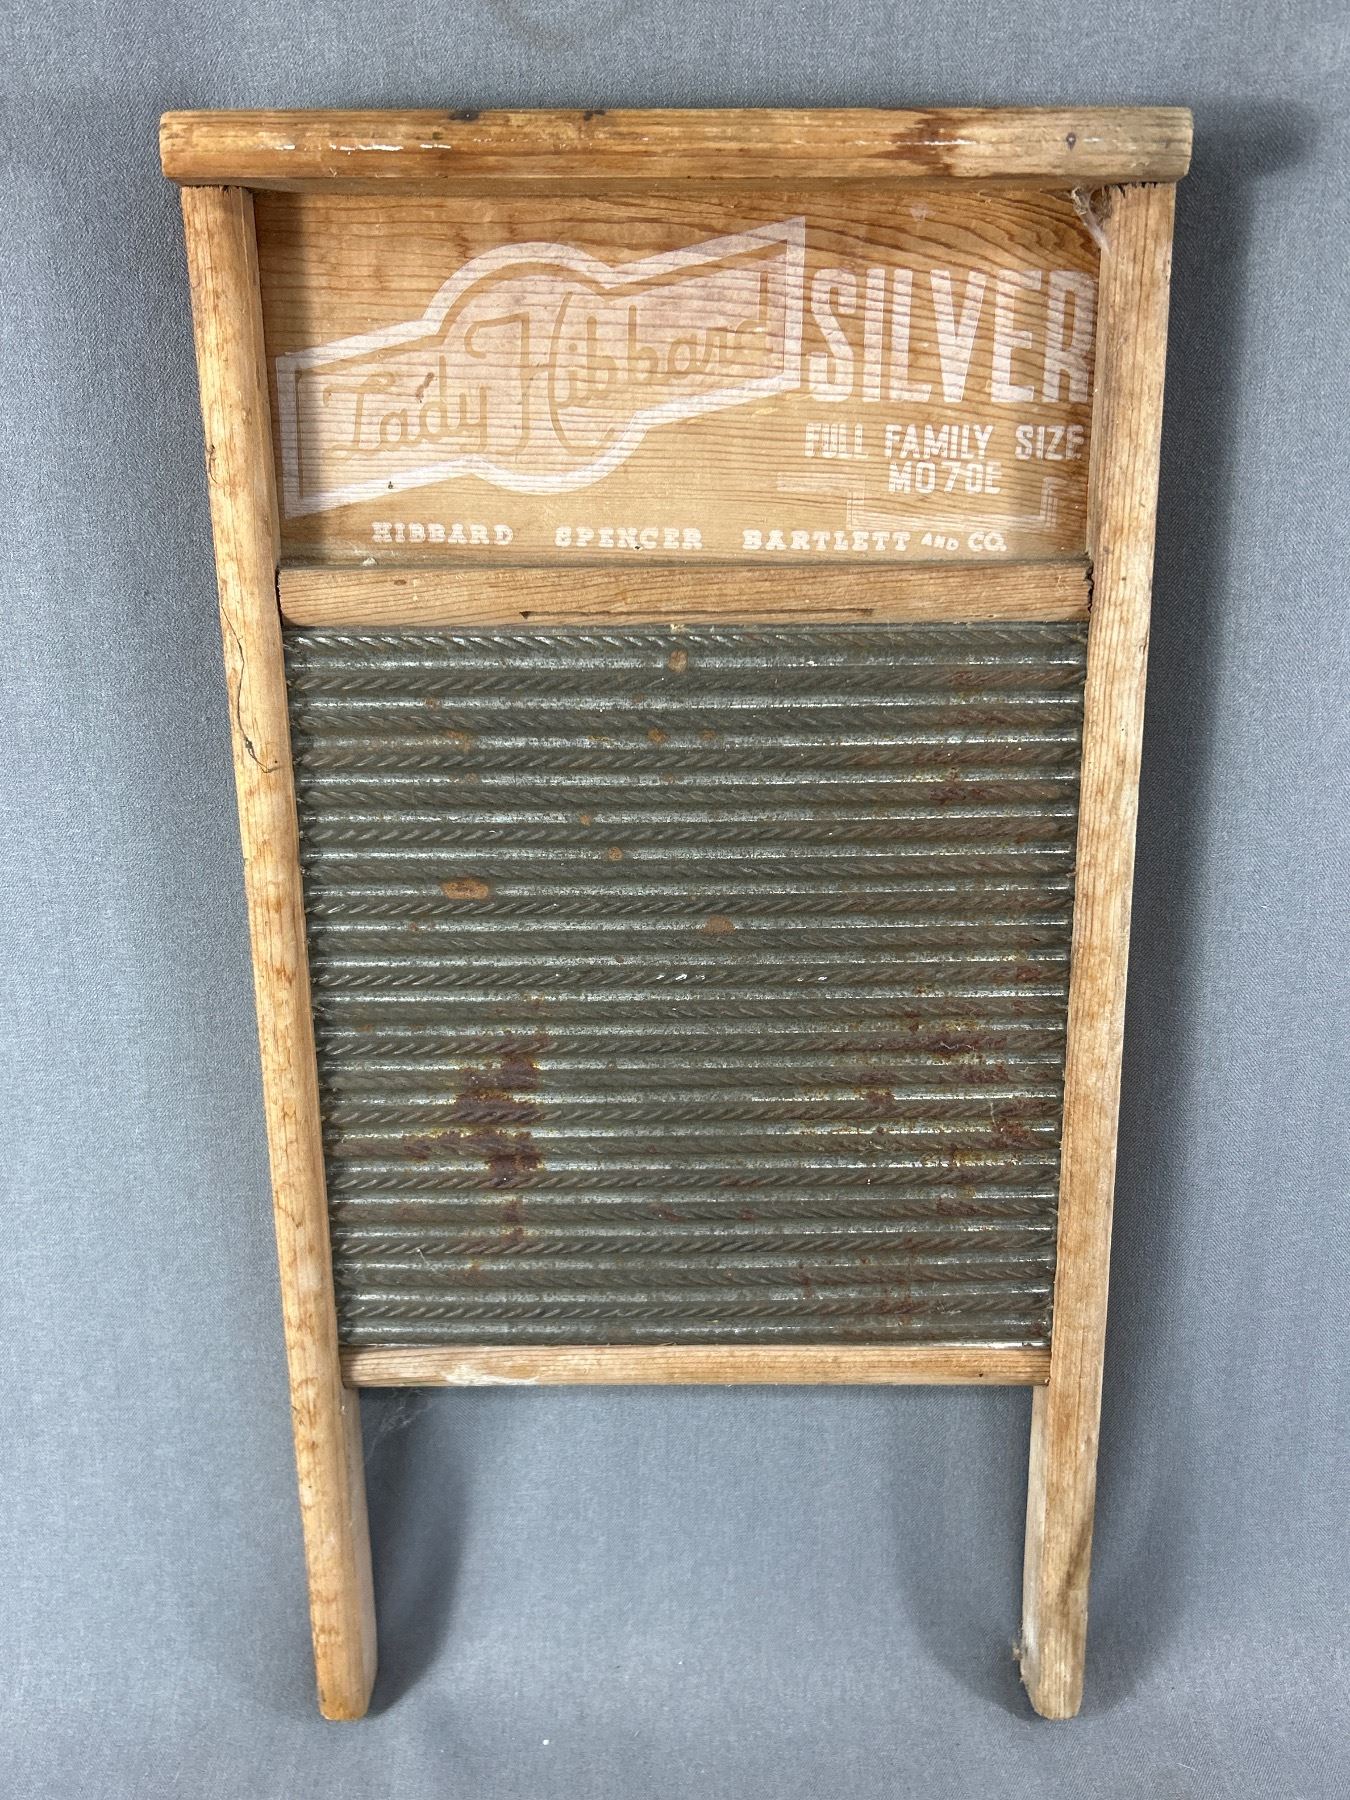 Lady Hibbard
SILVER
FULL FAMILY SIZE
MO70E
HIBBARD SPENCER BARTLETT AND CO.